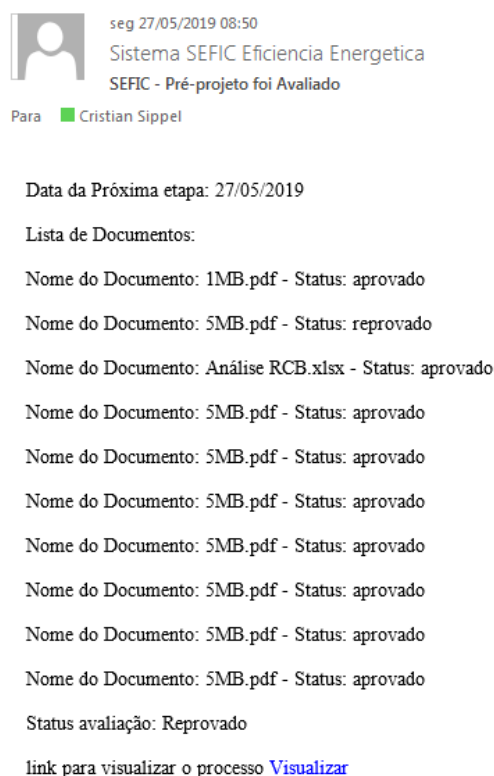 seg 27/05/2019 08:50
Sistema SEFIC Eficiencia Energetica
SEFIC - Pré-projeto foi Avaliado
Para Cristian Sippel
Data da Próxima etapa: 27/05/2019
Lista de Documentos:
Nome do Documento: 1MB.pdf - Status: aprovado
Nome do Documento: 5MB.pdf - Status: reprovado
Nome do Documento: Análise RCB.xlsx - Status: aprovado
Nome do Documento: 5MB.pdf - Status: aprovado
Nome do Documento: 5MB.pdf - Status: aprovado
Nome do Documento: 5MB.pdf - Status: aprovado
Nome do Documento: 5MB.pdf - Status: aprovado
Nome do Documento: 5MB.pdf - Status: aprovado
Nome do Documento: 5MB.pdf - Status: aprovado
Nome do Documento: 5MB.pdf - Status: aprovado
Status avaliação: Reprovado
link para visualizar o processo Visualizar